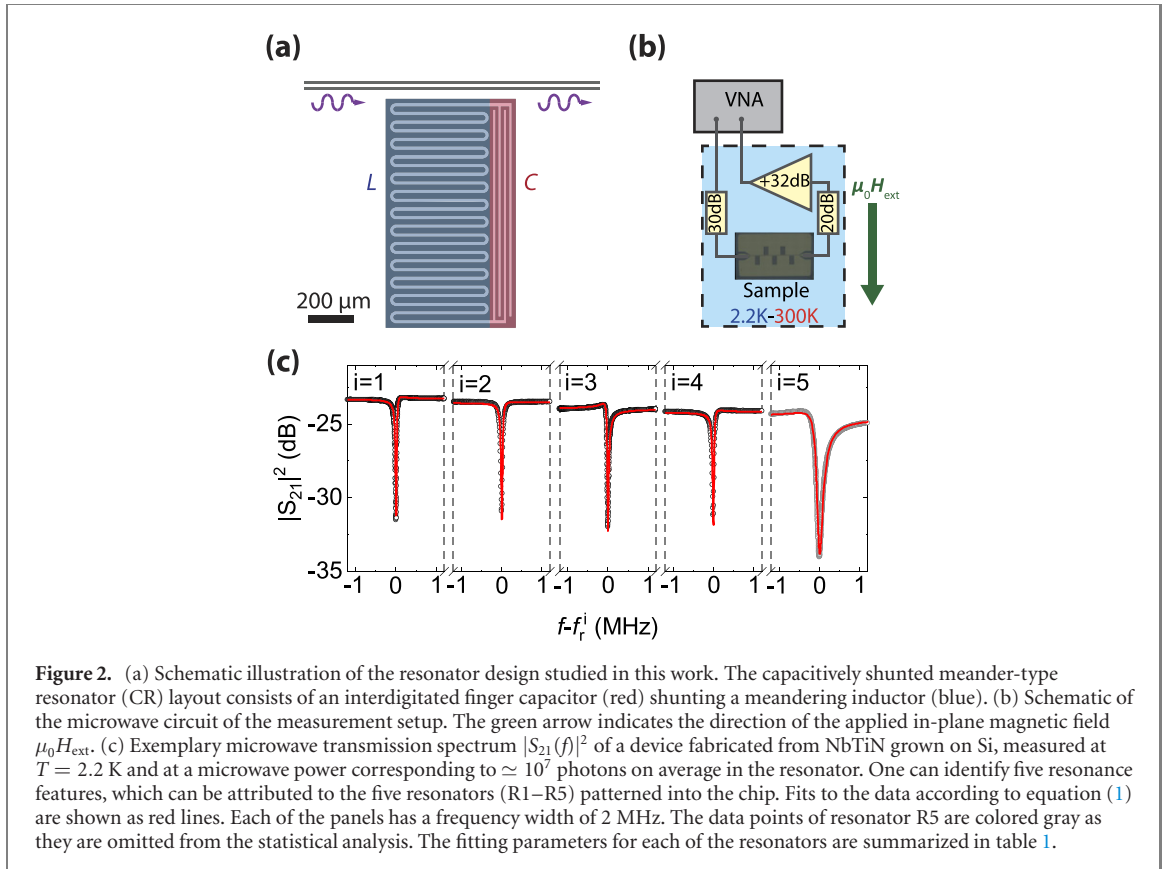 (a)
(b)
VNA
L
C
+32dB
30dB
20dB
μ₀H_ext
200 μm
Sample
2.2K-300K
(c)
i=1
i=2
i=3
i=4
i=5
|S₂₁|² (dB)
-25
-30
-35
-1 0 1 -1 0 1 -1 0 1 -1 0 1 -1 0 1
f-f_r^i (MHz)
Figure 2. (a) Schematic illustration of the resonator design studied in this work. The capacitively shunted meander-type
resonator (CR) layout consists of an interdigitated finger capacitor (red) shunting a meandering inductor (blue). (b) Schematic of
the microwave circuit of the measurement setup. The green arrow indicates the direction of the applied in-plane magnetic field
μ₀H_ext. (c) Exemplary microwave transmission spectrum |S₂₁(f)|² of a device fabricated from NbTiN grown on Si, measured at
T = 2.2 K and at a microwave power corresponding to ≃ 10⁷ photons on average in the resonator. One can identify five resonance
features, which can be attributed to the five resonators (R1–R5) patterned into the chip. Fits to the data according to equation (1)
are shown as red lines. Each of the panels has a frequency width of 2 MHz. The data points of resonator R5 are colored gray as
they are omitted from the statistical analysis. The fitting parameters for each of the resonators are summarized in table 1.